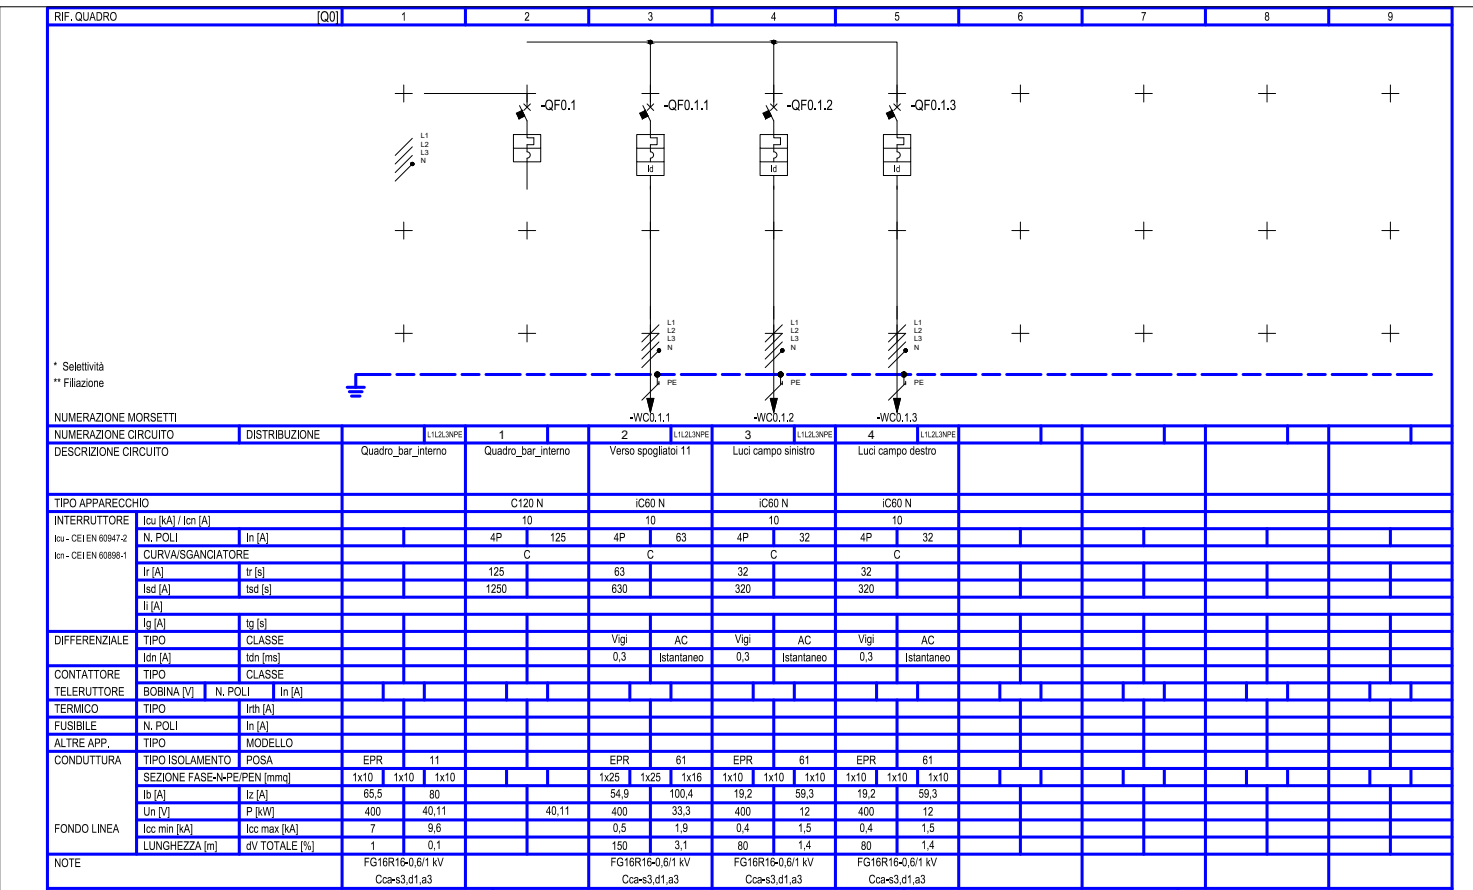 RIF. QUADRO [Q0] 1 2 3 4 5 6 7 8 9
-QF0.1 -QF0.1.1 -QF0.1.2 -QF0.1.3
L1
L2
L3
N
Id Id Id
L1 L1 L1
L2 L2 L2
L3 L3 L3
N N N
* Selettività
** Filiazione
PE PE PE
NUMERAZIONE MORSETTI -WC0.1.1 -WC0.1.2 -WC0.1.3
NUMERAZIONE CIRCUITO DISTRIBUZIONE L1L2L3NPE 1 2 L1L2L3NPE 3 L1L2L3NPE 4 L1L2L3NPE
DESCRIZIONE CIRCUITO Quadro_bar_interno Quadro_bar_interno Verso spogliatoi 11 Luci campo sinistro Luci campo destro
TIPO APPARECCHIO C120 N iC60 N iC60 N iC60 N
INTERRUTTORE Icu [kA] / Icn [A] 10 10 10 10
Icu - CEI EN 60947-2 N. POLI In [A] 4P 125 4P 63 4P 32 4P 32
Icn - CEI EN 60898-1 CURVA/SGANCIATORE C C C C
Ir [A] tr [s] 125 63 32 32
Isd [A] tsd [s] 1250 630 320 320
Ii [A]
Ig [A] tg [s]
DIFFERENZIALE TIPO CLASSE Vigi AC Vigi AC Vigi AC
Idn [A] tdn [ms] 0,3 Istantaneo 0,3 Istantaneo 0,3 Istantaneo
CONTATTORE TIPO CLASSE
TELERUTTORE BOBINA [V] N. POLI In [A]
TERMICO TIPO Irth [A]
FUSIBILE N. POLI In [A]
ALTRE APP. TIPO MODELLO
CONDUTTURA TIPO ISOLAMENTO POSA EPR 11 EPR 61 EPR 61 EPR 61
SEZIONE FASE-N-PE/PEN [mmq] 1x10 1x10 1x10 1x25 1x25 1x16 1x10 1x10 1x10 1x10 1x10 1x10
Ib [A] Iz [A] 65,5 80 54,9 100,4 19,2 59,3 19,2 59,3
Un [V] P [kW] 400 40,11 40,11 400 33,3 400 12 400 12
FONDO LINEA Icc min [kA] Icc max [kA] 7 9,6 0,5 1,9 0,4 1,5 0,4 1,5
LUNGHEZZA [m] dV TOTALE [%] 1 0,1 150 3,1 80 1,4 80 1,4
NOTE FG16R16-0,6/1 kV FG16R16-0,6/1 kV FG16R16-0,6/1 kV FG16R16-0,6/1 kV
Cca-s3,d1,a3 Cca-s3,d1,a3 Cca-s3,d1,a3 Cca-s3,d1,a3